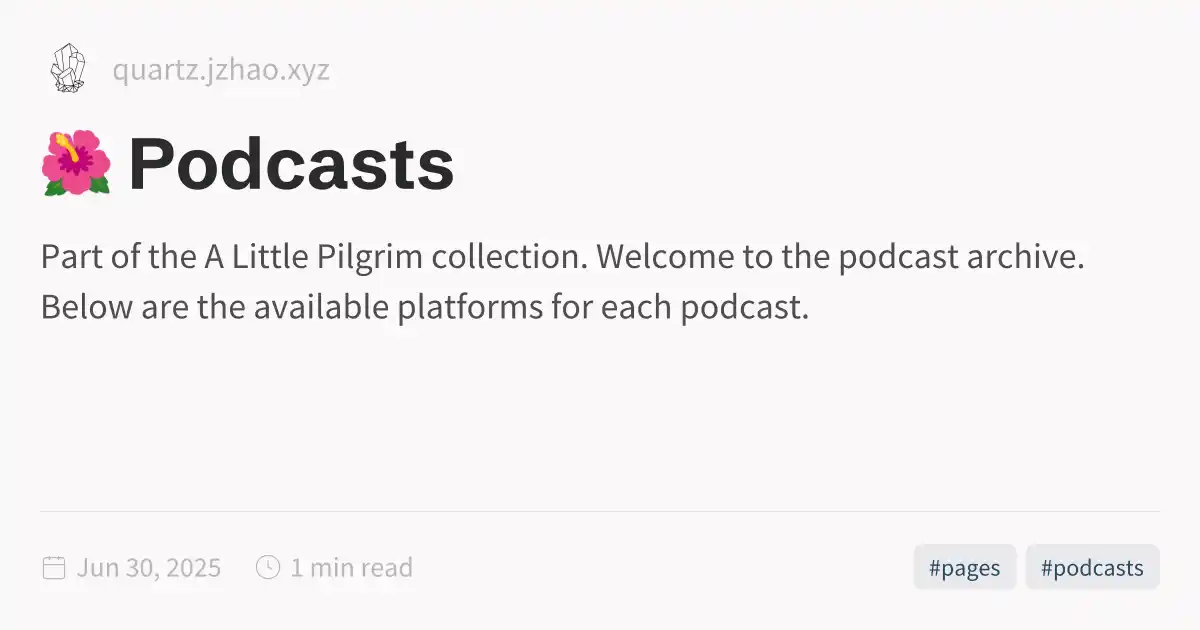 quartz.jzhao.xyz
🌺 Podcasts
Part of the A Little Pilgrim collection. Welcome to the podcast archive.
Below are the available platforms for each podcast.
Jun 30, 2025 1 min read #pages #podcasts